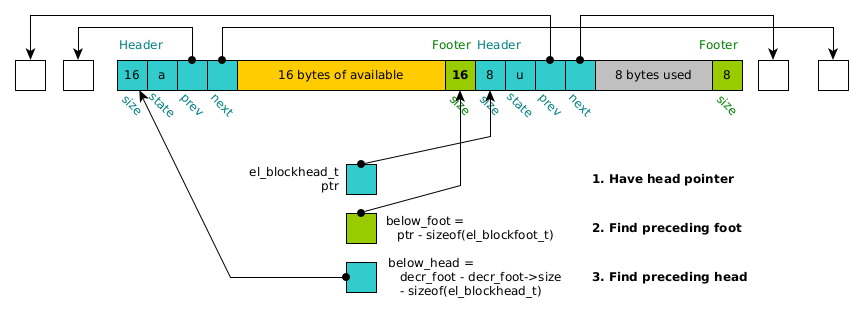 Header
Footer
Header
Footer
16
a
16 bytes of available
16
8
u
8 bytes used
8
size
state
prev
next
size
size
state
prev
next
size
el_blockhead_t
ptr
1. Have head pointer
below_foot =
ptr - sizeof(el_blockfoot_t)
2. Find preceding foot
below_head =
decr_foot - decr_foot->size
- sizeof(el_blockhead_t)
3. Find preceding head